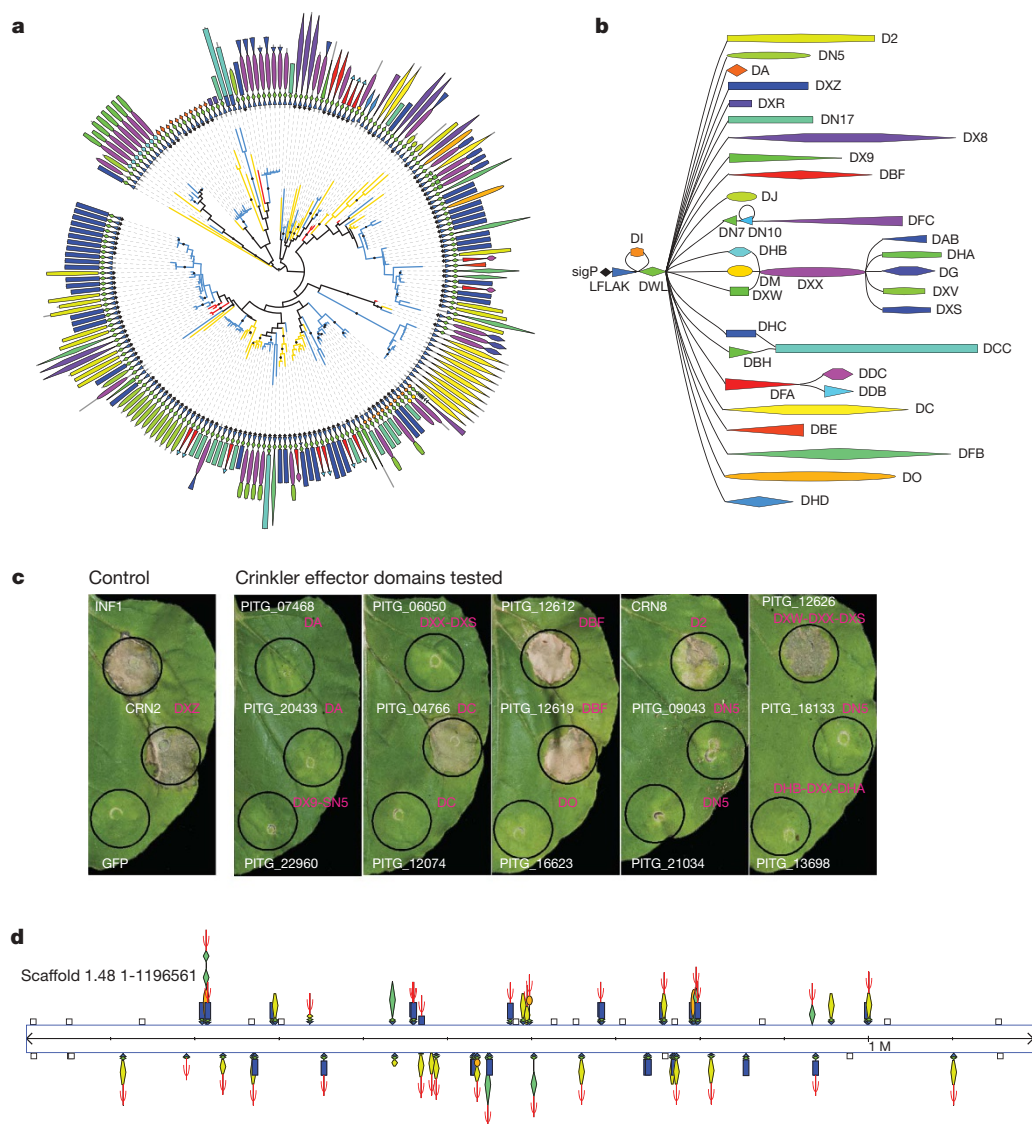 a
b
D2
DN5
DA
DXZ
DXR
DN17
DX8
DX9
DBF
DJ
DN7 DN10
DFC
DI
DHB
DAB
DHA
sigP
DM
DXX
DG
LFLAK DWL
DXW
DXV
DXS
DHC
DCC
DBH
DDC
DFA
DDB
DC
DBE
DFB
DO
DHD
c
Control
Crinkler effector domains tested
INF1
CRN2 DXZ
GFP
PITG_07468
DA
PITG_20433 DA
DX9-DN5
PITG_22960
PITG_06050
DXX-DXS
PITG_04766 DC
DC
PITG_12074
PITG_12612
DBF
PITG_12619 DBF
DO
PITG_16623
CRN8
D2
PITG_09043 DN5
DN5
PITG_21034
PITG_12626
DXW-DXX-DXS
PITG_18133 DN5
DHB-DXX-DHA
PITG_13698
d
Scaffold 1.48 1-1196561
1 M